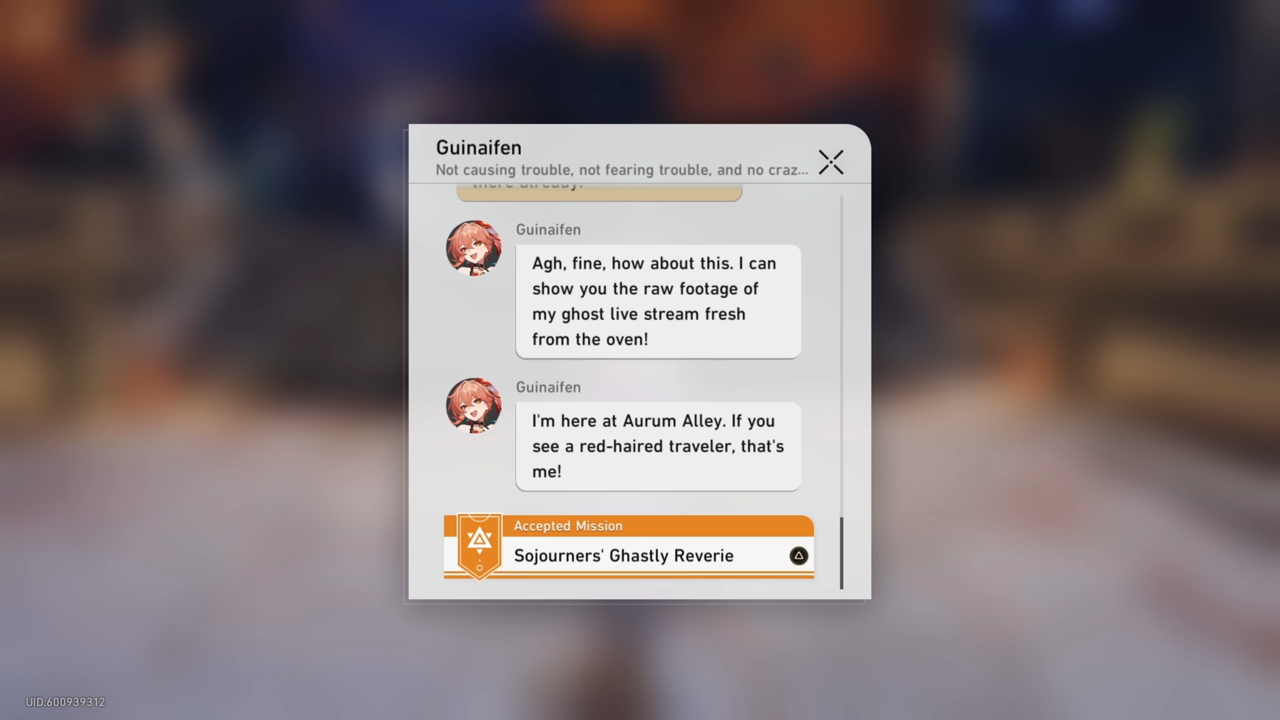 Guinaifen
Not causing trouble, not fearing trouble, and no craz...
there already!
Guinaifen
Agh, fine, how about this. I can
show you the raw footage of
my ghost live stream fresh
from the oven!
Guinaifen
I'm here at Aurum Alley. If you
see a red-haired traveler, that's
me!
Accepted Mission
Sojourners' Ghastly Reverie
UID:600939312